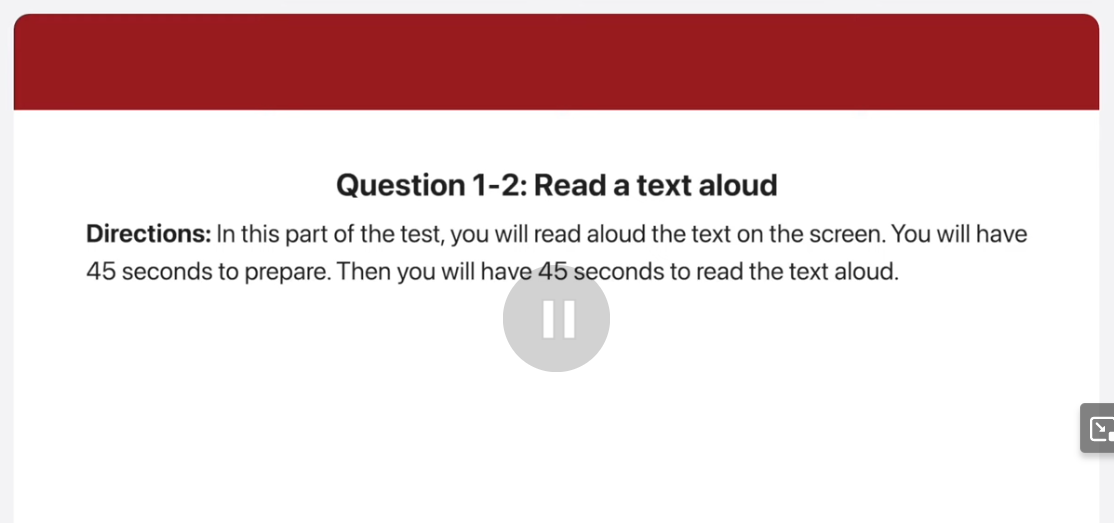 Question 1-2: Read a text aloud
Directions: In this part of the test, you will read aloud the text on the screen. You will have
45 seconds to prepare. Then you will have 45 seconds to read the text aloud.